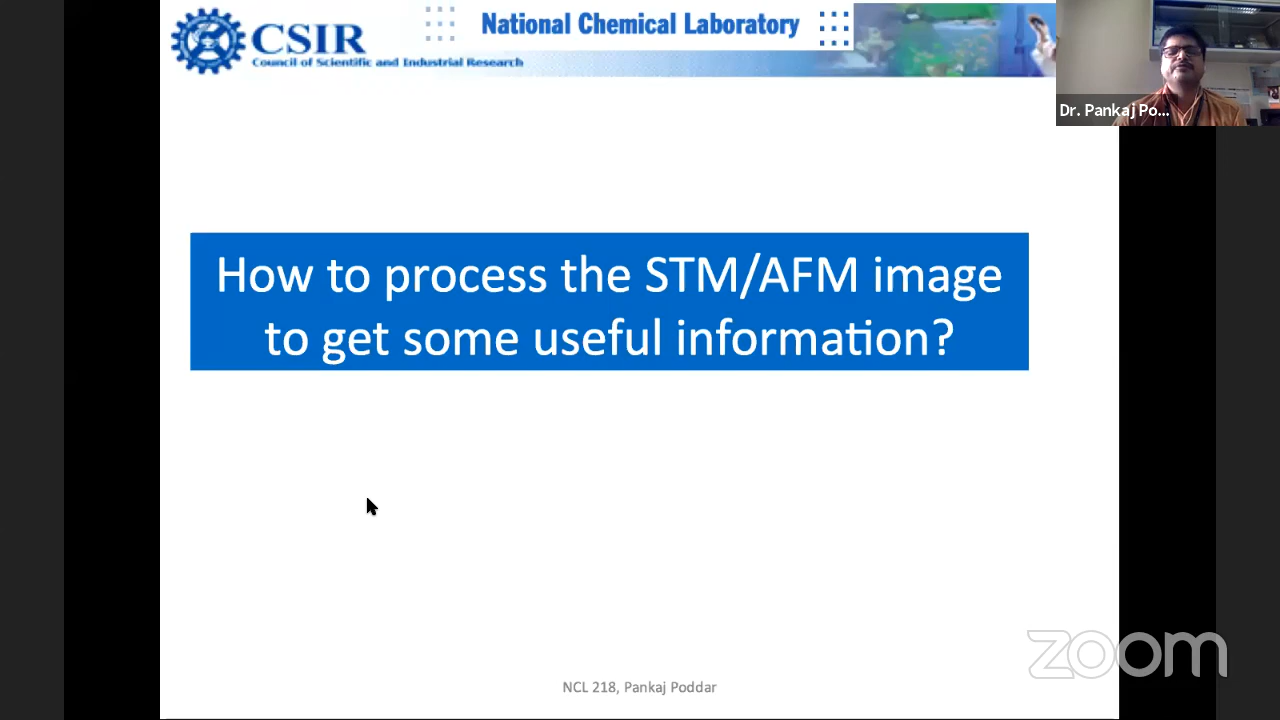 CSIR
Council of Scientific and Industrial Research
National Chemical Laboratory
Dr. Pankaj Po...
How to process the STM/AFM image
to get some useful information?
zoom
NCL 218, Pankaj Poddar